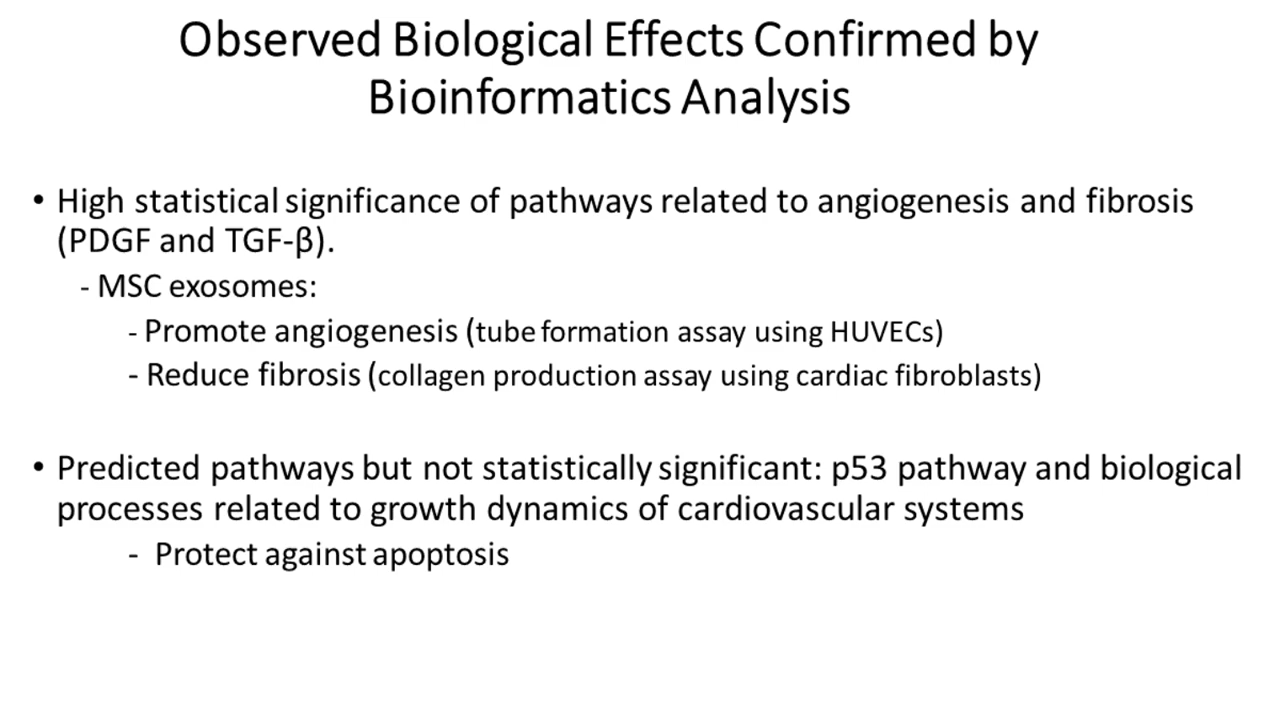 Observed Biological Effects Confirmed by
Bioinformatics Analysis
• High statistical significance of pathways related to angiogenesis and fibrosis
(PDGF and TGF-β).
- MSC exosomes:
- Promote angiogenesis (tube formation assay using HUVECs)
- Reduce fibrosis (collagen production assay using cardiac fibroblasts)
• Predicted pathways but not statistically significant: p53 pathway and biological
processes related to growth dynamics of cardiovascular systems
- Protect against apoptosis